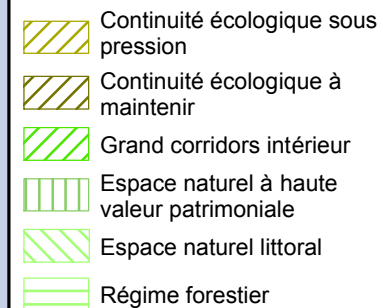 Continuité écologique sous
pression
Continuité écologique à
maintenir
Grand corridors intérieur
Espace naturel à haute
valeur patrimoniale
Espace naturel littoral
Régime forestier